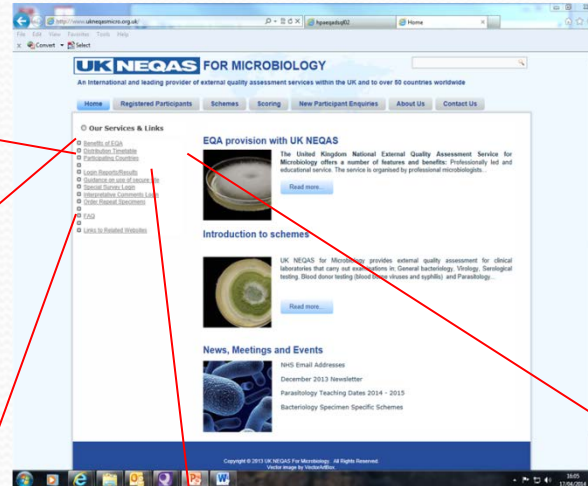 http://www.ukneqasmicro.org.uk/
hpaeqadsql02
Home
File Edit View Favorites Tools Help
x Convert Select
UK NEQAS FOR MICROBIOLOGY
An International and leading provider of external quality assessment services within the UK and to over 50 countries worldwide
Home Registered Participants Schemes Scoring New Participant Enquiries About Us Contact Us
Our Services & Links
Benefits of EQA
Distribution Timetable
Participating Countries
Login Reports/Results
Guidance on use of secure site
Special Survey Login
Interpretative Comments Login
Order Repeat Specimens
FAQ
Links to Related Websites
EQA provision with UK NEQAS
The United Kingdom National External Quality Assessment Service for
Microbiology offers a number of features and benefits: Professionally led and
educational service. The service is organised by professional microbiologists...
Read more...
Introduction to schemes
UK NEQAS for Microbiology provides external quality assessment for clinical
laboratories that carry out examinations in; General bacteriology, Virology, Serological
testing, Blood donor testing (blood borne viruses and syphilis) and Parasitology...
Read more...
News, Meetings and Events
NHS Email Addresses
December 2013 Newsletter
Parasitology Teaching Dates 2014 - 2015
Bacteriology Specimen Specific Schemes
Copyright © 2013 UK NEQAS For Microbiology. All Rights Reserved.
Vector image by VectorIvBox
16:05
17/04/2014